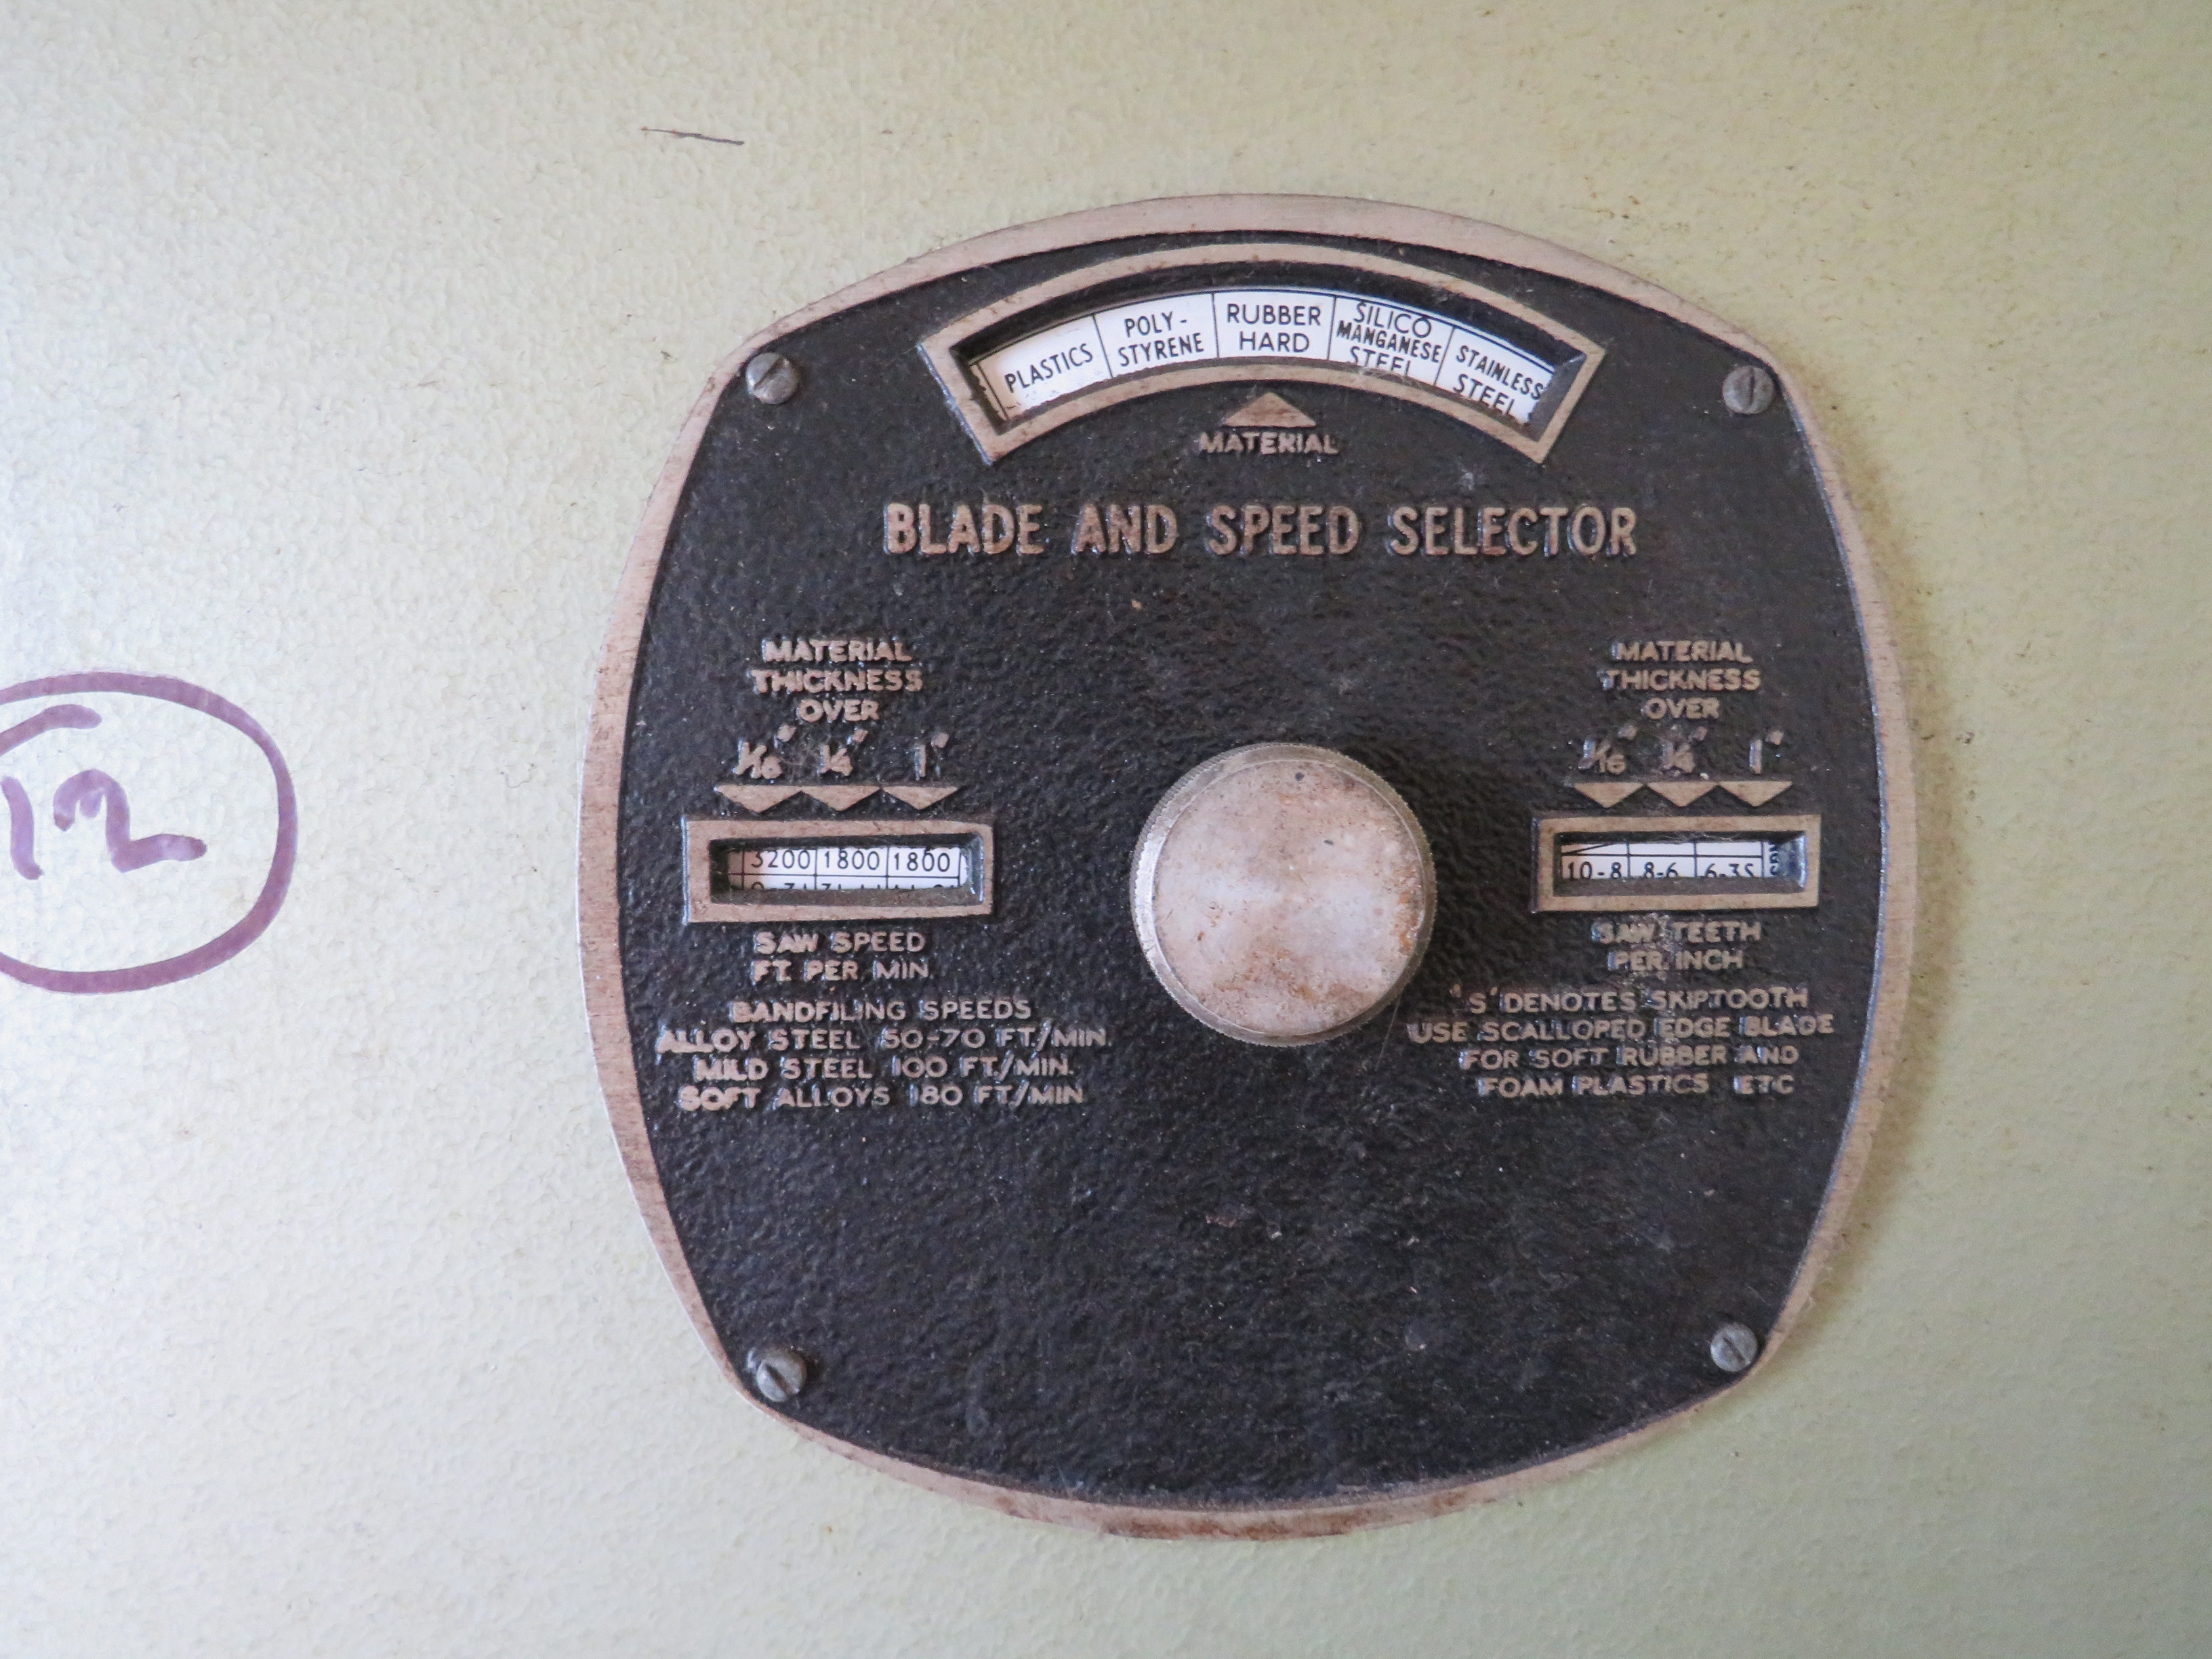 PLASTICS
POLY-
STYRENE
RUBBER
HARD
SILICO
MANGANESE
STEEL
STAINLESS
STEEL
MATERIAL
BLADE AND SPEED SELECTOR
MATERIAL
THICKNESS
OVER
1/16" 1/4" 1"
3200 1800 1800
SAW SPEED
FT. PER MIN.
BANDFILING SPEEDS
ALLOY STEEL 50-70 FT./MIN.
MILD STEEL 100 FT./MIN.
SOFT ALLOYS 180 FT/MIN
MATERIAL
THICKNESS
OVER
1/16" 1/4" 1"
10-8 8-6 6-3S
SAW TEETH
PER. INCH
'S' DENOTES SKIPTOOTH
USE SCALLOPED EDGE BLADE
FOR SOFT RUBBER AND
FOAM PLASTICS ETC
12